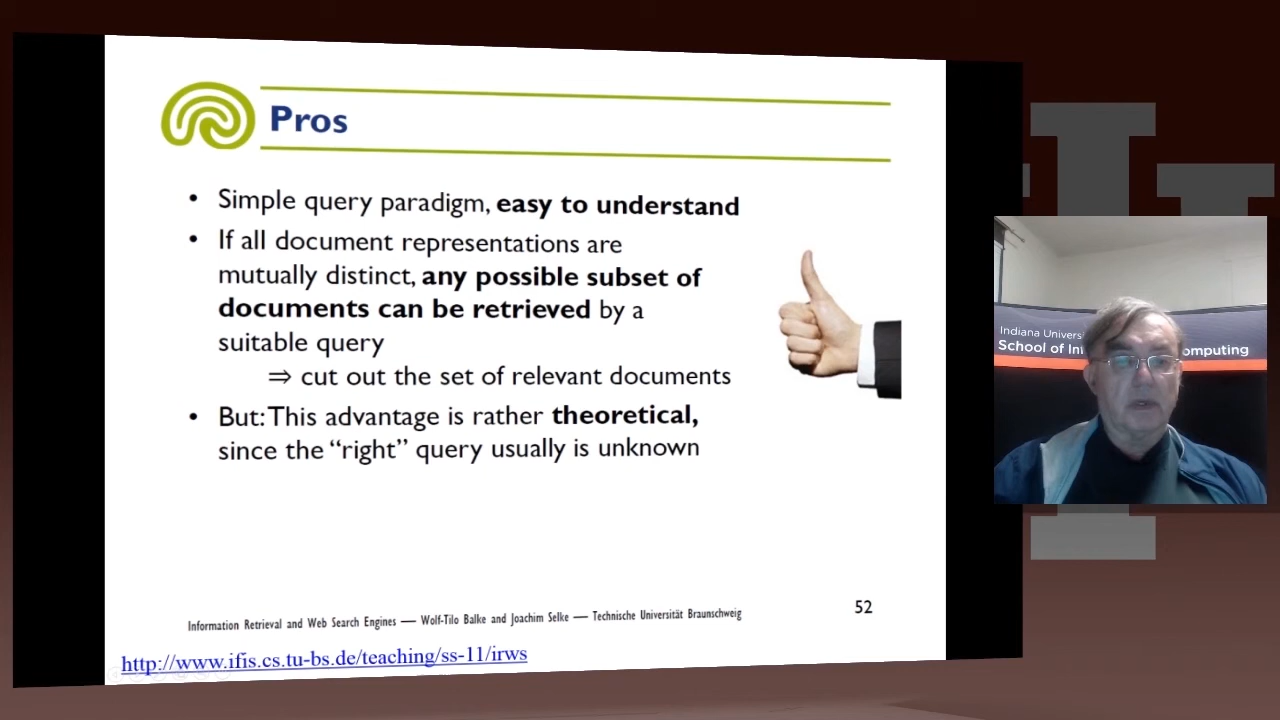 Pros
• Simple query paradigm, easy to understand
• If all document representations are
mutually distinct, any possible subset of
documents can be retrieved by a
suitable query
⇒ cut out the set of relevant documents
• But: This advantage is rather theoretical,
since the “right” query usually is unknown
52
Information Retrieval and Web Search Engines — Wolf-Tilo Balke and Joachim Selke — Technische Universität Braunschweig
http://www.ifis.cs.tu-bs.de/teaching/ss-11/irws
Indiana Universi
School of In omputing